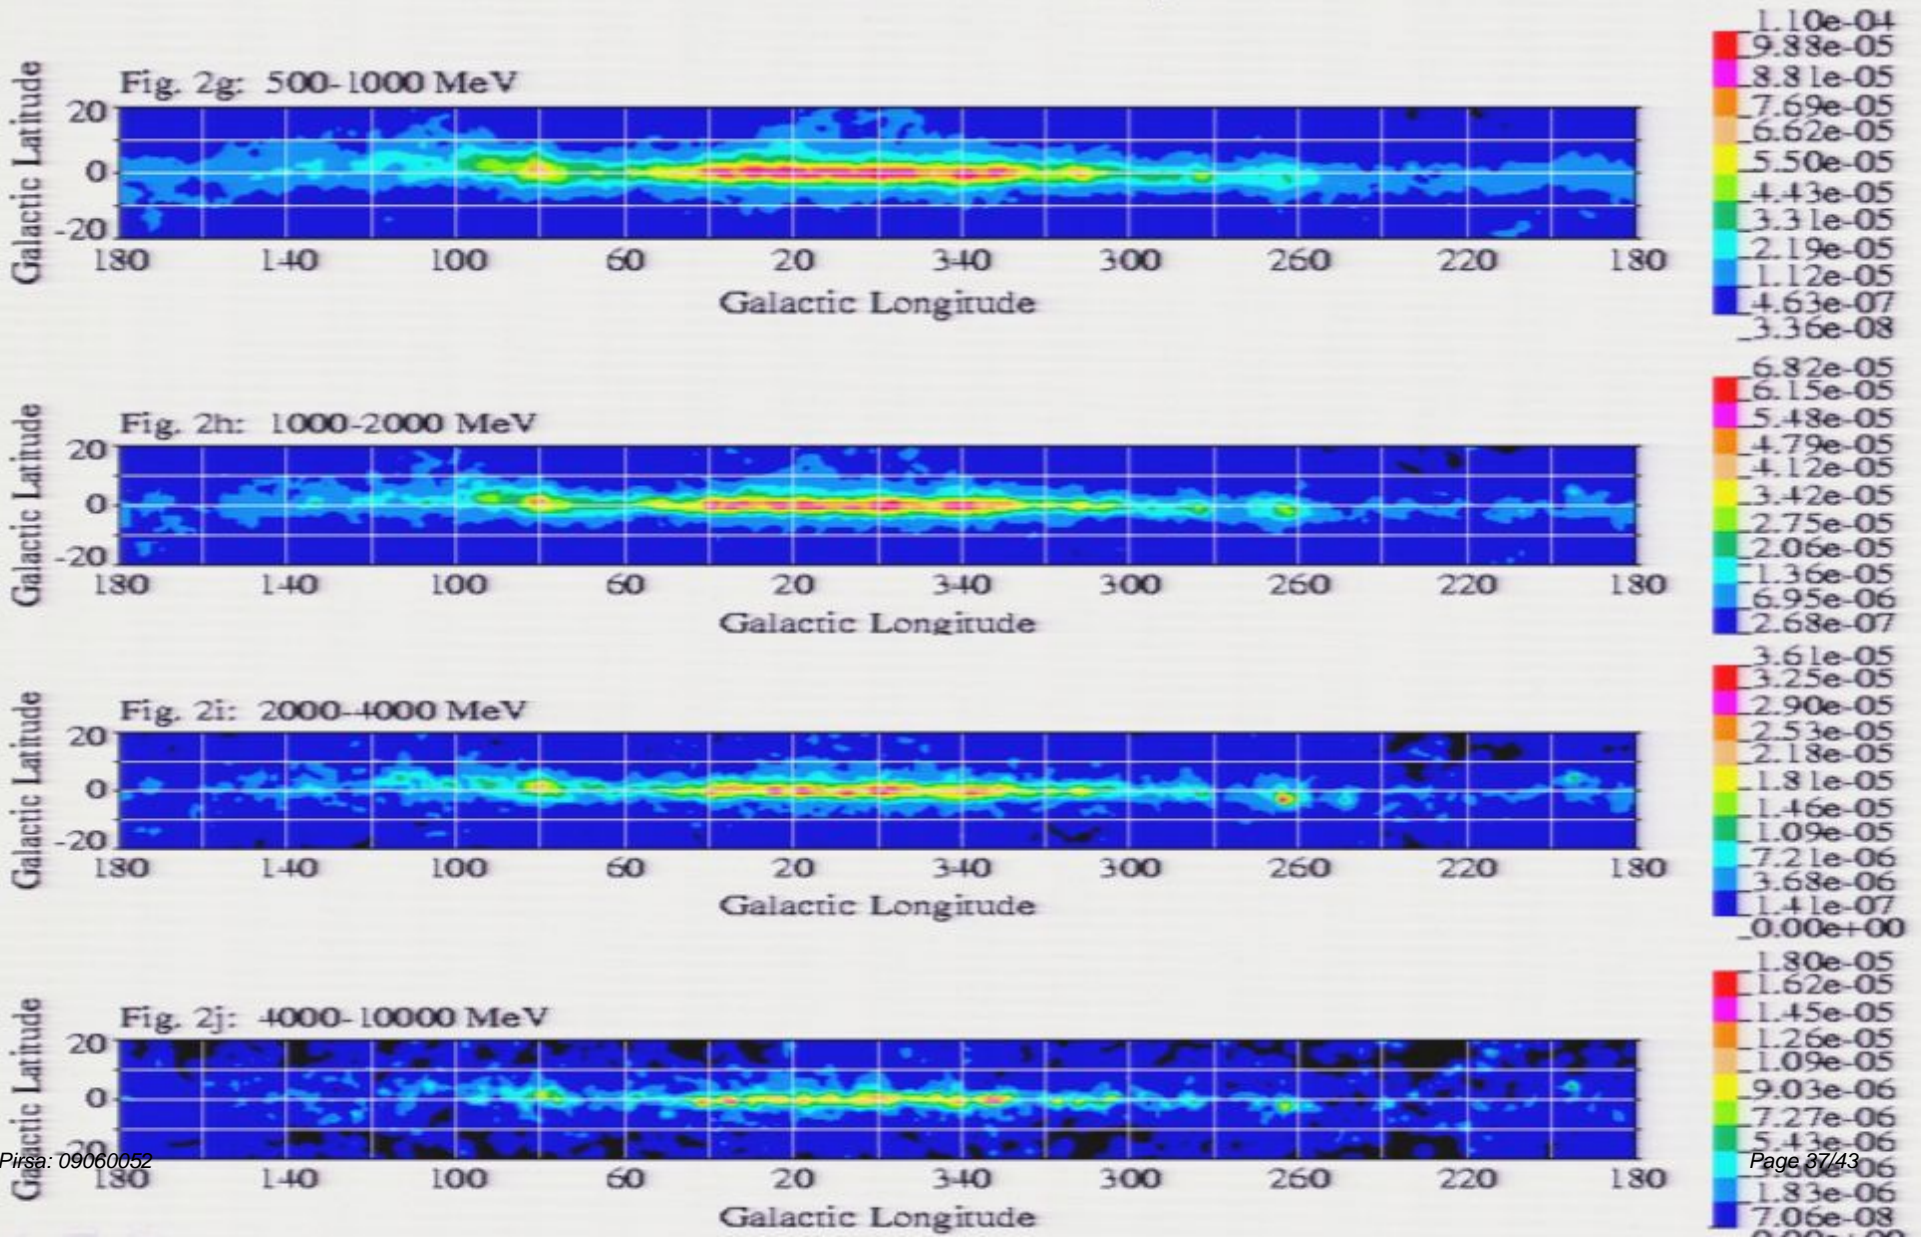 Fig. 2g: 500-1000 MeV
Galactic Latitude
20
0
-20
180 140 100 60 20 340 300 260 220 180
Galactic Longitude
1.10e-04
9.88e-05
8.81e-05
7.69e-05
6.62e-05
5.50e-05
4.43e-05
3.31e-05
2.19e-05
1.12e-05
4.63e-07
3.36e-08
Fig. 2h: 1000-2000 MeV
Galactic Latitude
20
0
-20
180 140 100 60 20 340 300 260 220 180
Galactic Longitude
6.82e-05
6.15e-05
5.48e-05
4.79e-05
4.12e-05
3.42e-05
2.75e-05
2.06e-05
1.36e-05
6.95e-06
2.68e-07
Fig. 2i: 2000-4000 MeV
Galactic Latitude
20
0
-20
180 140 100 60 20 340 300 260 220 180
Galactic Longitude
3.61e-05
3.25e-05
2.90e-05
2.53e-05
2.18e-05
1.81e-05
1.46e-05
1.09e-05
7.21e-06
3.68e-06
1.41e-07
0.00e+00
Fig. 2j: 4000-10000 MeV
Galactic Latitude
20
0
180 140 100 60 20 340 300 260 220 180
Galactic Longitude
1.80e-05
1.62e-05
1.45e-05
1.26e-05
1.09e-05
9.03e-06
7.27e-06
5.43e-06
1.83e-06
7.06e-08
Pirsa: 09060052
Page 37/43